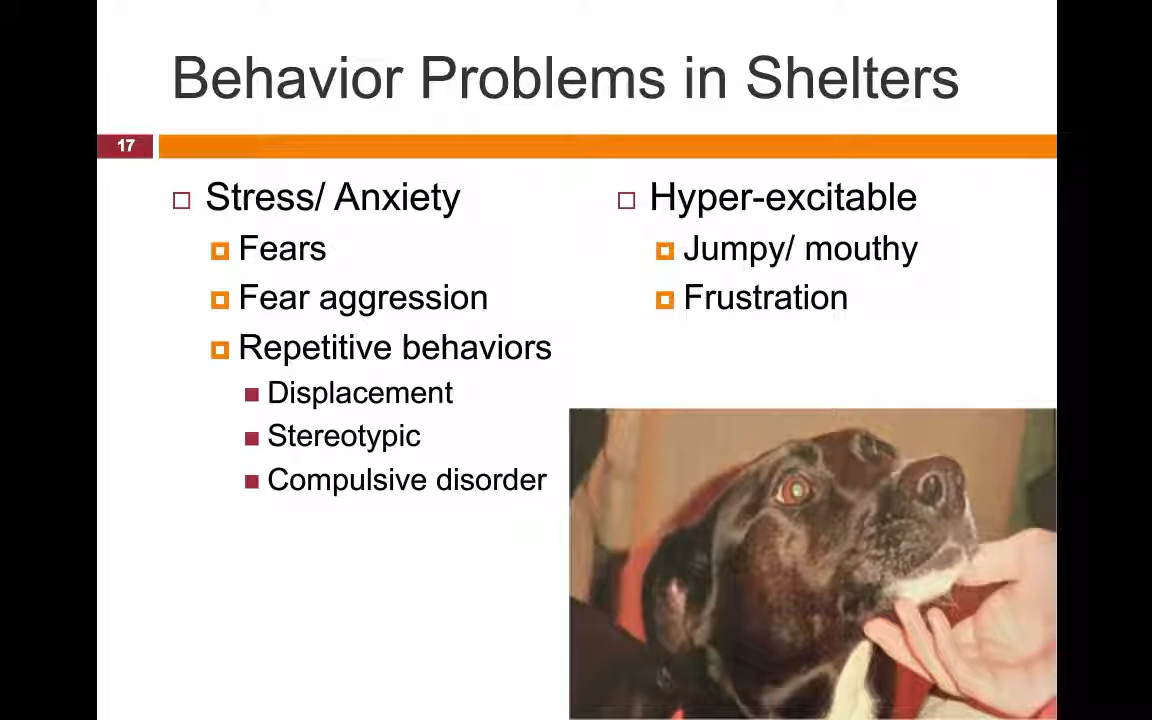 Behavior Problems in Shelters
17
Stress/ Anxiety
Fears
Fear aggression
Repetitive behaviors
Displacement
Stereotypic
Compulsive disorder
Hyper-excitable
Jumpy/ mouthy
Frustration